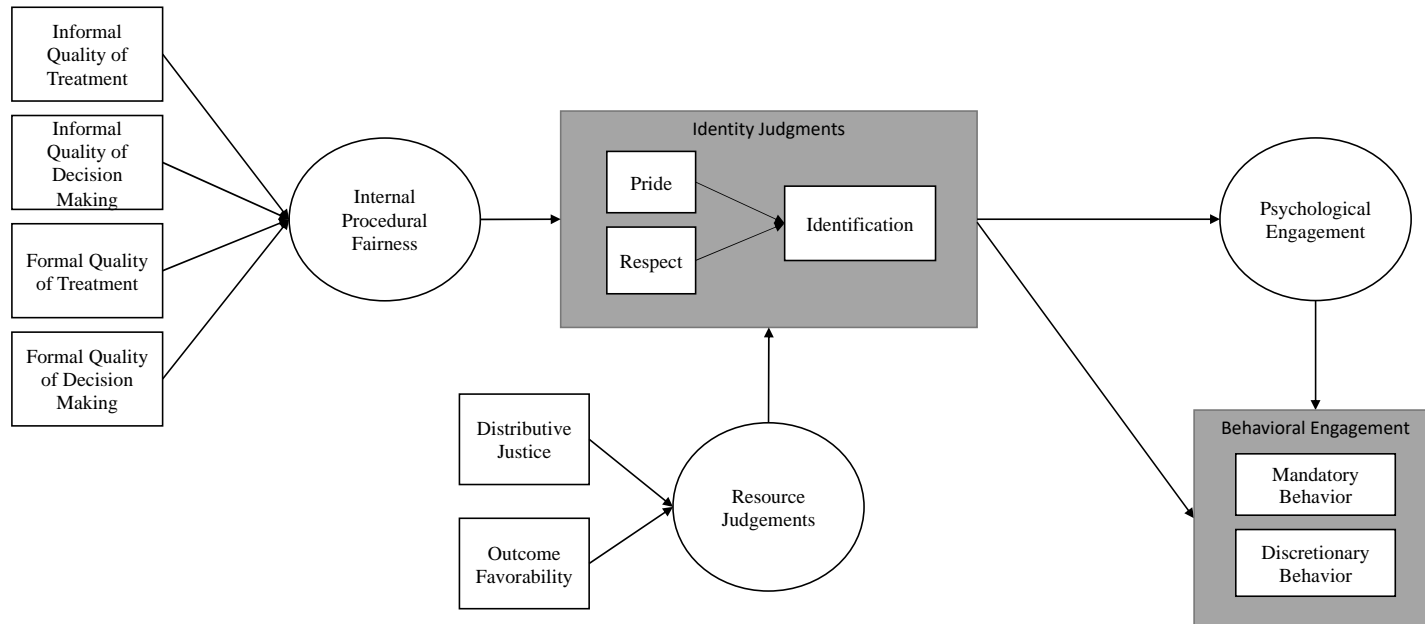 Informal
Quality of
Treatment
Informal
Quality of
Decision
Making
Formal Quality
of Treatment
Formal Quality
of Decision
Making
Internal
Procedural
Fairness
Identity Judgments
Pride
Respect
Identification
Distributive
Justice
Outcome
Favorability
Resource
Judgements
Psychological
Engagement
Behavioral Engagement
Mandatory
Behavior
Discretionary
Behavior